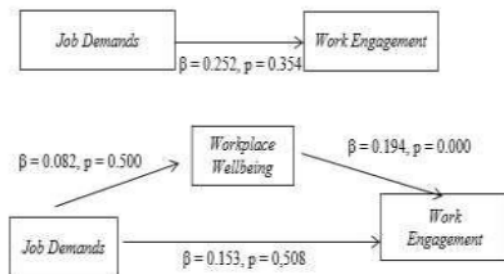 Job Demands
Work Engagement
β = 0.252, p = 0.354
Workplace
Wellbeing
β = 0.082, p = 0.500
β = 0.194, p = 0.000
Work
Engagement
Job Demands
β = 0.153, p = 0,508